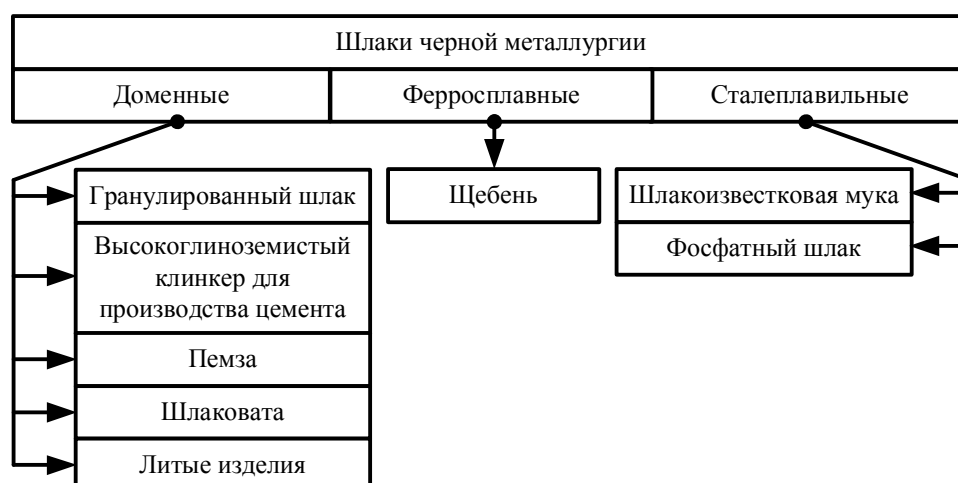 Шлаки черной металлургии
Доменные
Ферросплавные
Сталеплавильные
Гранулированный шлак
Высокоглиноземистый
клинкер для
производства цемента
Пемза
Шлаковата
Литые изделия
Щебень
Шлакоизвестковая мука
Фосфатный шлак